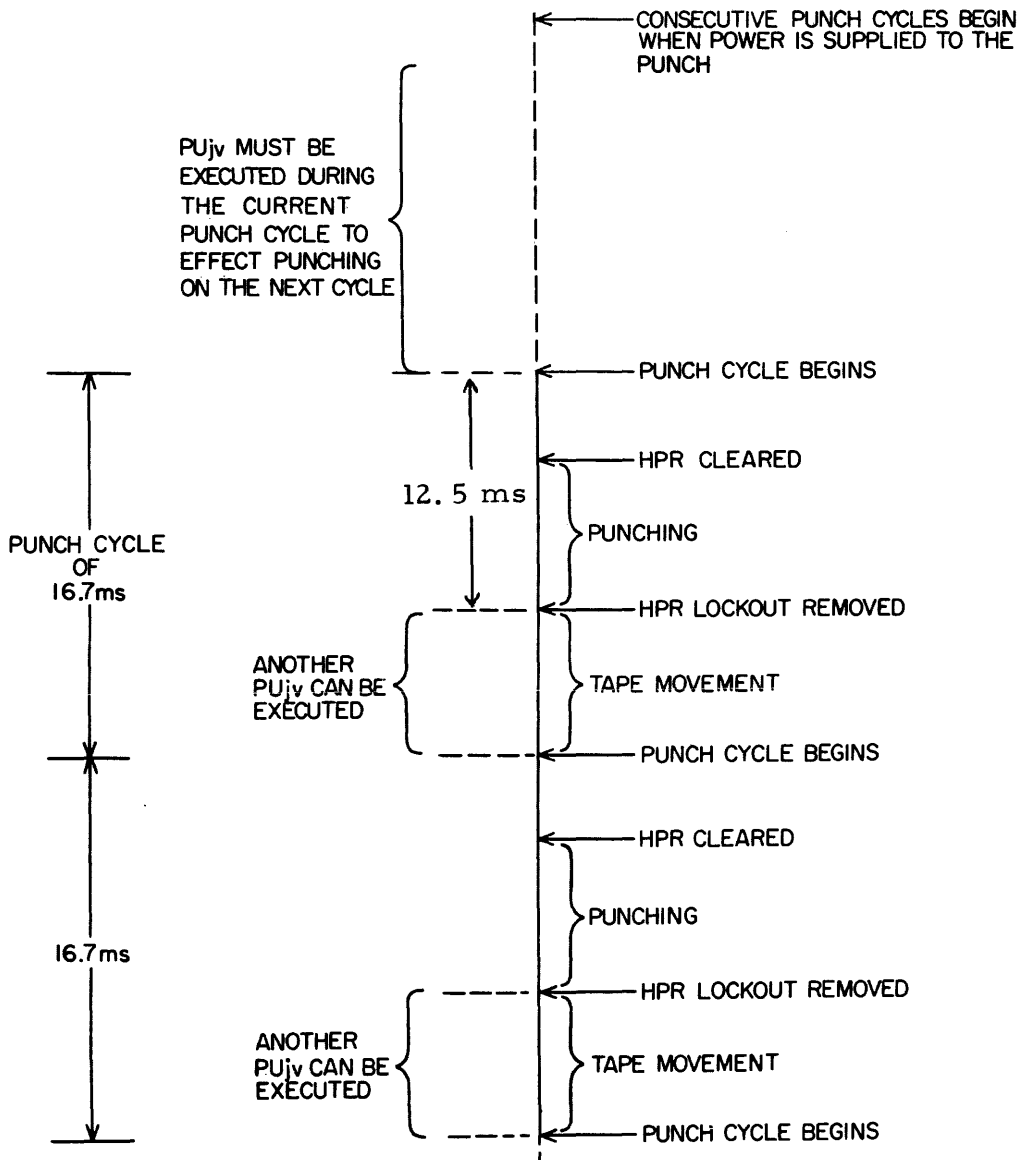 CONSECUTIVE PUNCH CYCLES BEGIN
WHEN POWER IS SUPPLIED TO THE
PUNCH
PUjv MUST BE
EXECUTED DURING
THE CURRENT
PUNCH CYCLE TO
EFFECT PUNCHING
ON THE NEXT CYCLE
PUNCH CYCLE BEGINS
HPR CLEARED
12.5 ms
PUNCHING
PUNCH CYCLE
OF
16.7ms
HPR LOCKOUT REMOVED
ANOTHER
PUjv CAN BE
EXECUTED
TAPE MOVEMENT
PUNCH CYCLE BEGINS
HPR CLEARED
PUNCHING
16.7ms
HPR LOCKOUT REMOVED
ANOTHER
PUjv CAN BE
EXECUTED
TAPE MOVEMENT
PUNCH CYCLE BEGINS